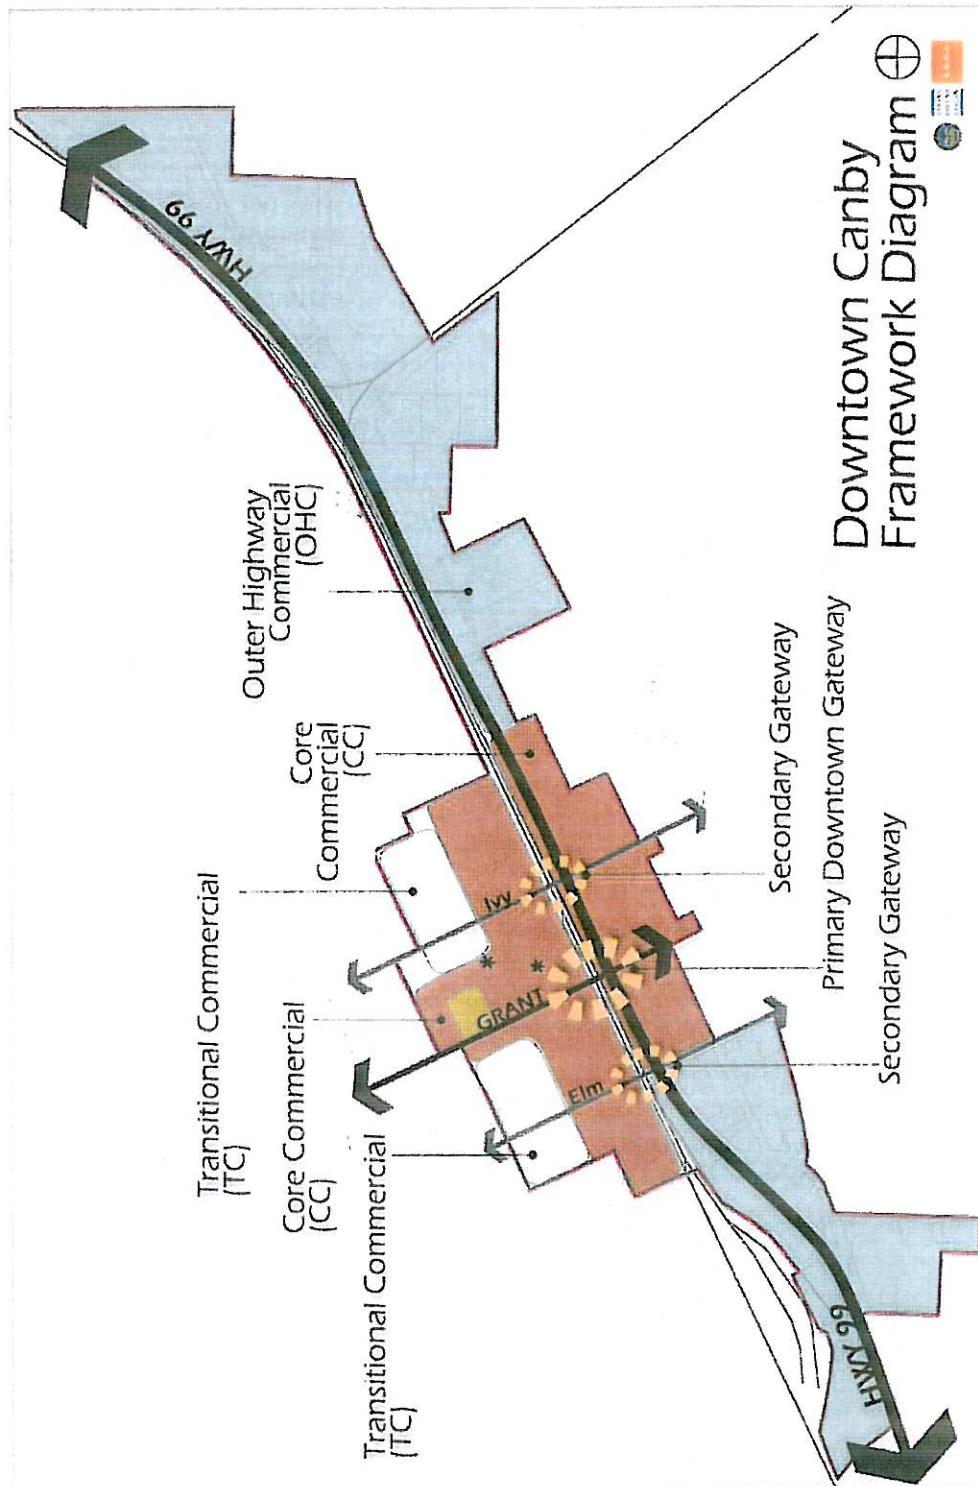 Transitional Commercial
(TC)
Core Commercial
(CC)
Transitional Commercial
(TC)
Core
Commercial
(CC)
Outer Highway
Commercial
(OHC)
HWY 99
Ivy
GRANT
Elm
HWY 99
Secondary Gateway
Primary Downtown Gateway
Secondary Gateway
Downtown Canby
Framework Diagram